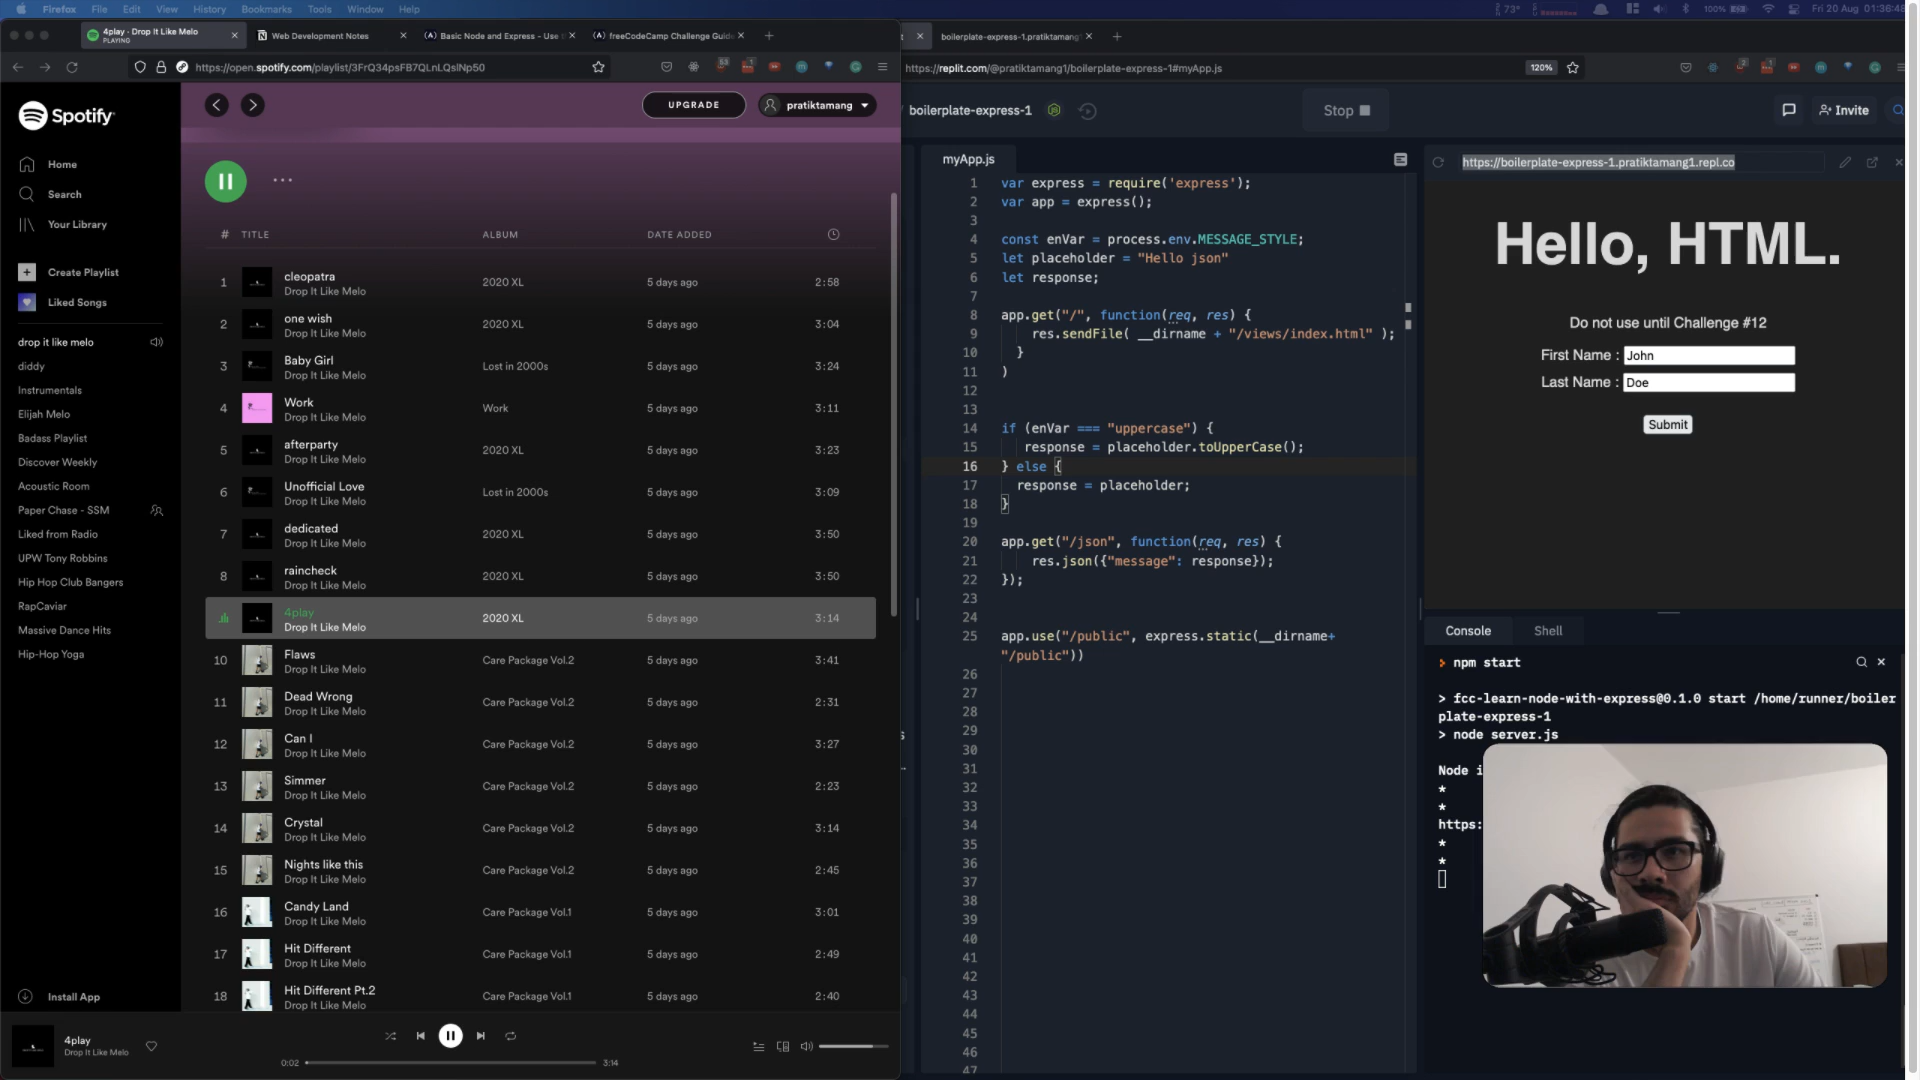 Firefox File Edit View History Bookmarks Tools Window Help
73° 100% Fri 20 Aug 01:36:48
4play · Drop It Like Melo
PLAYING
Web Development Notes
Basic Node and Express - Use
freeCodeCamp Challenge Guide
boilerplate-express-1.pratiktamang
https://open.spotify.com/playlist/3FrQ34psFB7QLnLQslNp50
https://replit.com/@pratiktamang1/boilerplate-express-1#myApp.js
120%
Spotify
UPGRADE
pratiktamang
boilerplate-express-1
Stop
Invite
Home
Search
Your Library
Create Playlist
Liked Songs
drop it like melo
diddy
Instrumentals
Elijah Melo
Badass Playlist
Discover Weekly
Acoustic Room
Paper Chase - SSM
Liked from Radio
UPW Tony Robbins
Hip Hop Club Bangers
RapCaviar
Massive Dance Hits
Hip-Hop Yoga
Install App
# TITLE ALBUM DATE ADDED
1 cleopatra 2020 XL 5 days ago 2:58
Drop It Like Melo
2 one wish 2020 XL 5 days ago 3:04
Drop It Like Melo
3 Baby Girl Lost in 2000s 5 days ago 3:24
Drop It Like Melo
4 Work Work 5 days ago 3:11
Drop It Like Melo
5 afterparty 2020 XL 5 days ago 3:23
Drop It Like Melo
6 Unofficial Love Lost in 2000s 5 days ago 3:09
Drop It Like Melo
7 dedicated 2020 XL 5 days ago 3:50
Drop It Like Melo
8 raincheck 2020 XL 5 days ago 3:50
Drop It Like Melo
4play 2020 XL 5 days ago 3:14
Drop It Like Melo
10 Flaws Care Package Vol.2 5 days ago 3:41
Drop It Like Melo
11 Dead Wrong Care Package Vol.2 5 days ago 2:31
Drop It Like Melo
12 Can I Care Package Vol.2 5 days ago 3:27
Drop It Like Melo
13 Simmer Care Package Vol.2 5 days ago 2:23
Drop It Like Melo
14 Crystal Care Package Vol.2 5 days ago 3:14
Drop It Like Melo
15 Nights like this Care Package Vol.2 5 days ago 2:45
Drop It Like Melo
16 Candy Land Care Package Vol.1 5 days ago 3:01
Drop It Like Melo
17 Hit Different Care Package Vol.1 5 days ago 2:49
Drop It Like Melo
18 Hit Different Pt.2 Care Package Vol.1 5 days ago 2:40
Drop It Like Melo
4play
Drop It Like Melo
0:02 3:14
myApp.js
1 var express = require('express');
2 var app = express();
3
4 const enVar = process.env.MESSAGE_STYLE;
5 let placeholder = "Hello json"
6 let response;
7
8 app.get("/", function(req, res) {
9 res.sendFile( __dirname + "/views/index.html" );
10 }
11 )
12
13
14 if (enVar === "uppercase") {
15 response = placeholder.toUpperCase();
16 } else {
17 response = placeholder;
18 }
19
20 app.get("/json", function(req, res) {
21 res.json({"message": response});
22 });
23
24
25 app.use("/public", express.static(__dirname+
"/public"))
26
27
28
29
30
31
32
33
34
35
36
37
38
39
40
41
42
43
44
45
46
47
https://boilerplate-express-1.pratiktamang1.repl.co
Hello, HTML.
Do not use until Challenge #12
First Name : John
Last Name : Doe
Submit
Console Shell
npm start
> fcc-learn-node-with-express@0.1.0 start /home/runner/boiler
plate-express-1
> node server.js
Node i
*
*
https:
*
*